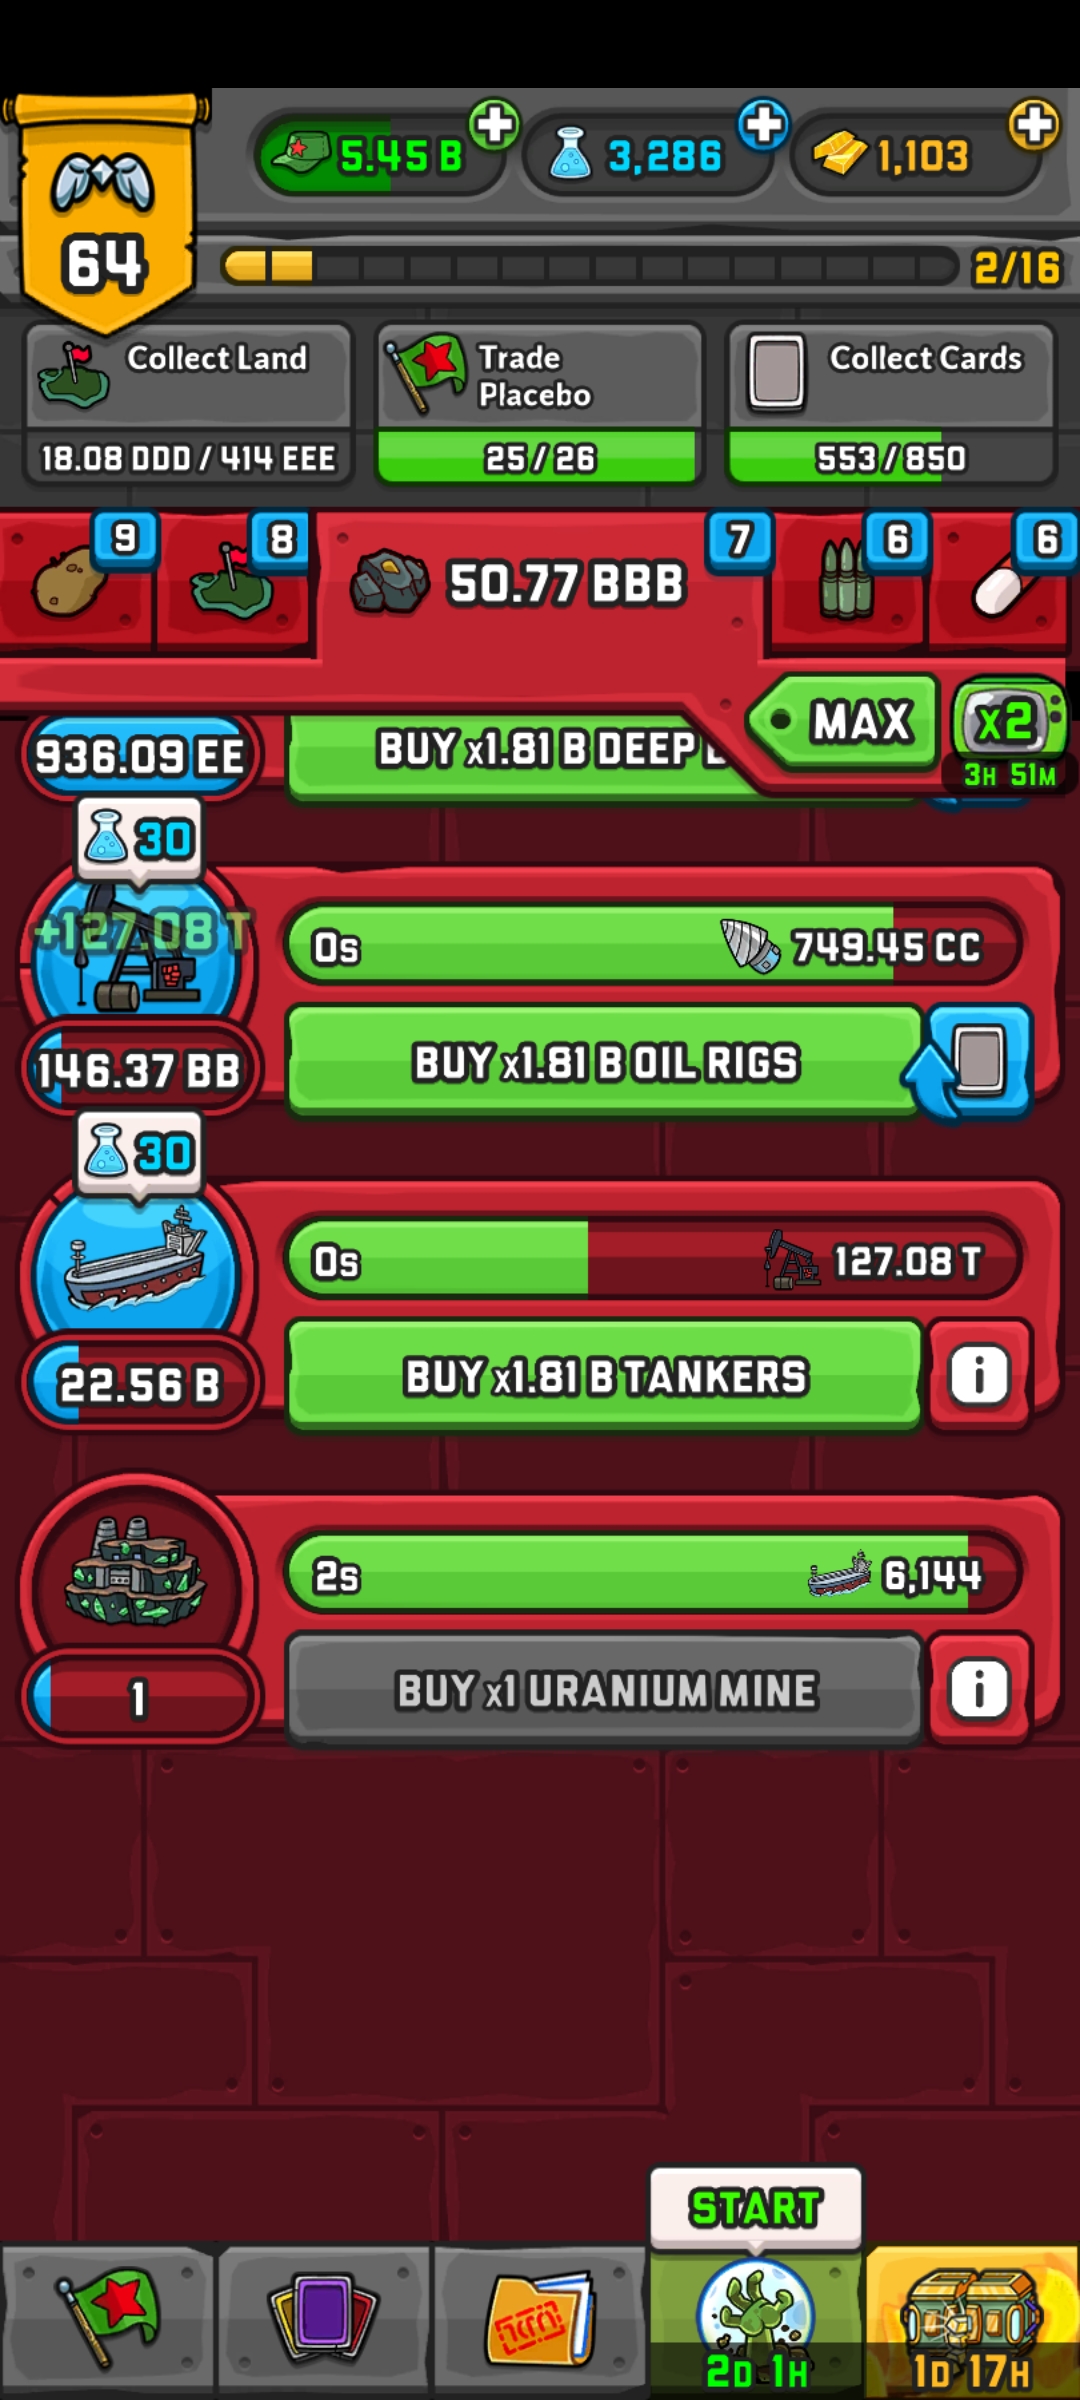 64
5.45 B
3,286
1,103
2/16
Collect Land
18.08 DDD / 414 EEE
Trade
Placebo
25 / 26
Collect Cards
553 / 850
9
8
50.77 BBB
7
6
6
MAX
x2
3H 51M
936.09 EE
BUY x1.81 B DEEP
30
+127.08 T
0s
749.45 CC
146.37 BB
BUY x1.81 B OIL RIGS
30
0s
127.08 T
22.56 B
BUY x1.81 B TANKERS
i
2s
6,144
1
BUY x1 URANIUM MINE
i
START
2D 1H
1D 17H